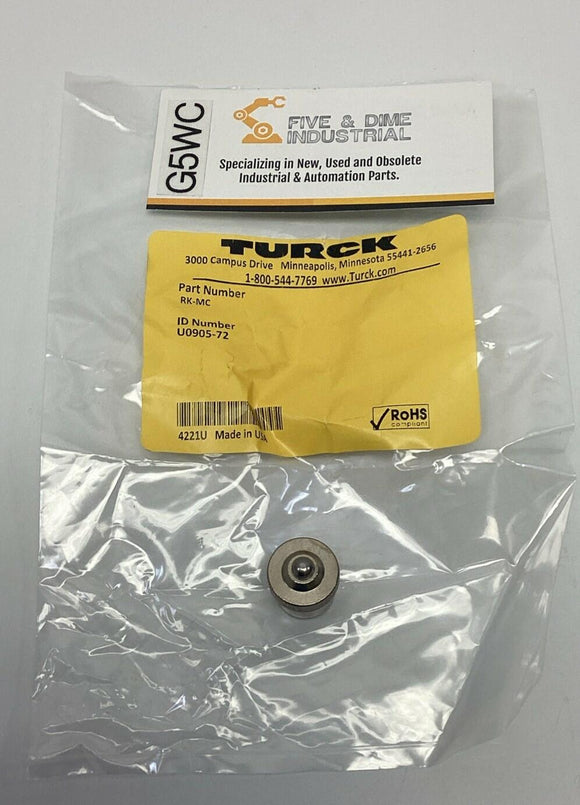 G5WC
FIVE & DIME
INDUSTRIAL
Specializing in New, Used and Obsolete
Industrial & Automation Parts.
TURCK
3000 Campus Drive Minneapolis, Minnesota 55441-2656
1-800-544-7769 www.Turck.com
Part Number
RK-MC
ID Number
U0905-72
4221U Made in USA
RoHS
compliant